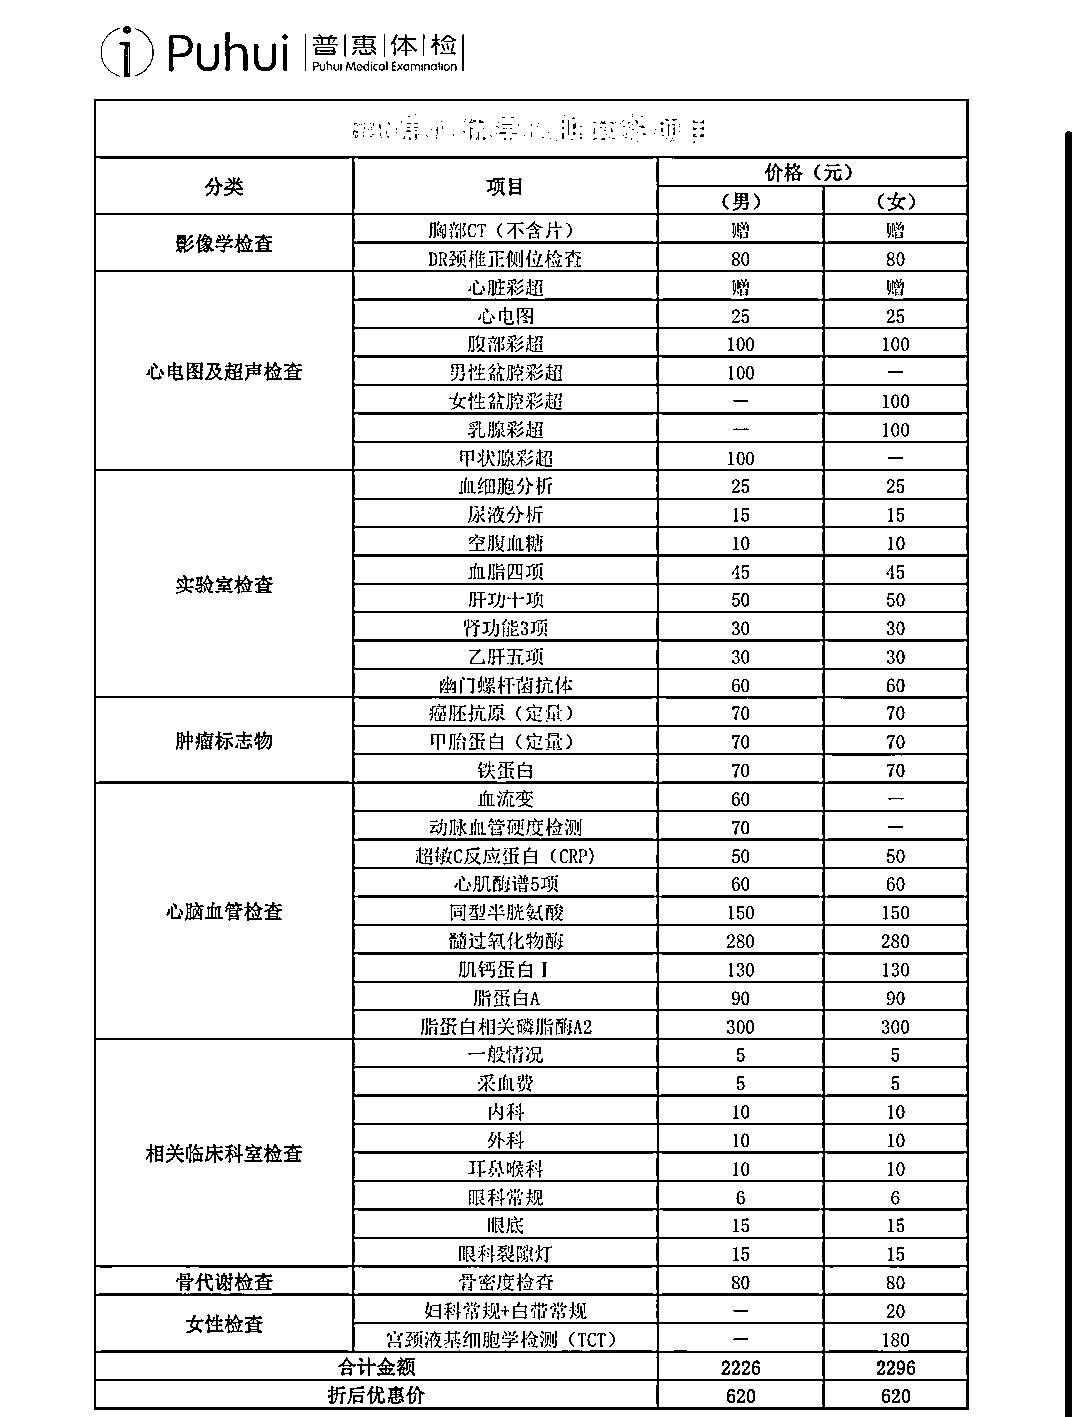 Puhui 普惠体检
Puhui Medical Examination
分类 项目 价格（元）
（男） （女）
影像学检查
胸部CT（不含片） 赠 赠
DR颈椎正侧位检查 80 80
心电图及超声检查
心脏彩超 赠 赠
心电图 25 25
腹部彩超 100 100
男性盆腔彩超 100 —
女性盆腔彩超 — 100
乳腺彩超 — 100
甲状腺彩超 100 —
实验室检查
血细胞分析 25 25
尿液分析 15 15
空腹血糖 10 10
血脂四项 45 45
肝功十项 50 50
肾功能3项 30 30
乙肝五项 30 30
幽门螺杆菌抗体 60 60
肿瘤标志物
癌胚抗原（定量） 70 70
甲胎蛋白（定量） 70 70
铁蛋白 70 70
心脑血管检查
血流变 60 —
动脉血管硬度检测 70 —
超敏C反应蛋白（CRP） 50 50
心肌酶谱5项 60 60
同型半胱氨酸 150 150
髓过氧化物酶 280 280
肌钙蛋白I 130 130
脂蛋白A 90 90
脂蛋白相关磷脂酶A2 300 300
相关临床科室检查
一般情况 5 5
采血费 5 5
内科 10 10
外科 10 10
耳鼻喉科 10 10
眼科常规 6 6
眼底 15 15
眼科裂隙灯 15 15
骨代谢检查 骨密度检查 80 80
女性检查
妇科常规+白带常规 — 20
宫颈液基细胞学检测（TCT） — 180
合计金额 2226 2296
折后优惠价 620 620